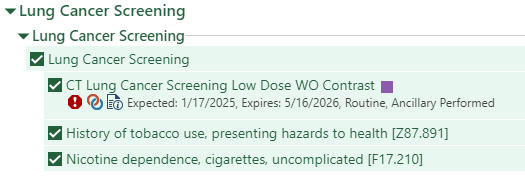 Lung Cancer Screening
Lung Cancer Screening
Lung Cancer Screening
CT Lung Cancer Screening Low Dose WO Contrast
Expected: 1/17/2025, Expires: 5/16/2026, Routine, Ancillary Performed
History of tobacco use, presenting hazards to health [Z87.891]
Nicotine dependence, cigarettes, uncomplicated [F17.210]